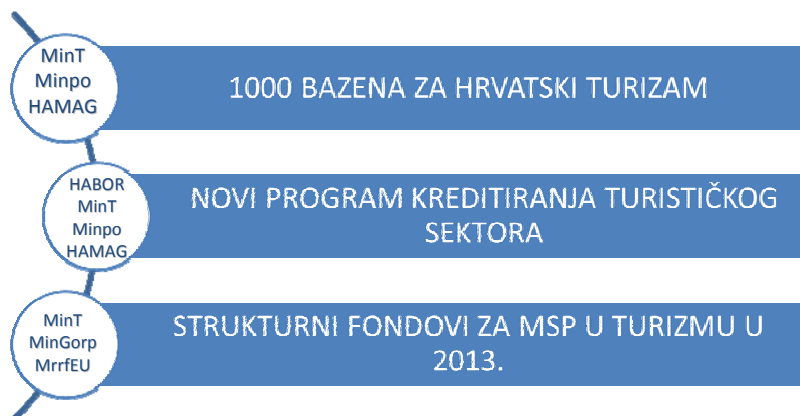 MinT
Minpo
HAMAG
1000 BAZENA ZA HRVATSKI TURIZAM
HABOR
MinT
Minpo
HAMAG
NOVI PROGRAM KREDITIRANJA TURISTIČKOG
SEKTORA
MinT
MinGorp
MrrfEU
STRUKTURNI FONDOVI ZA MSP U TURIZMU U
2013.